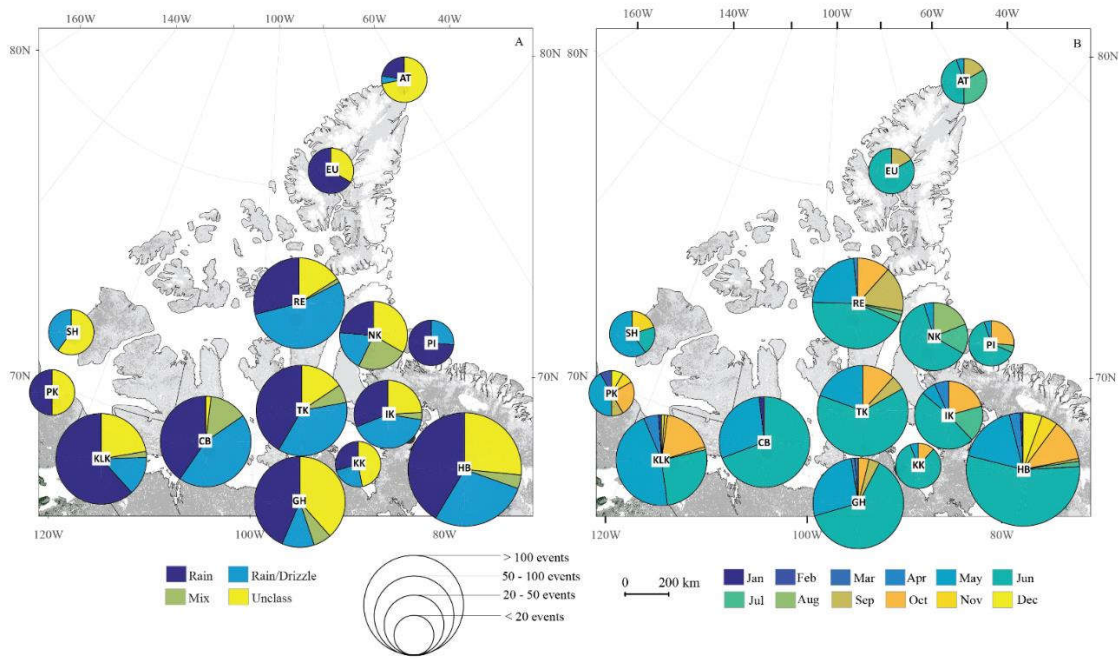 160W 140W 100W 80W 60W 40W
160W 140W 100W 80W 60W 40W
A
B
80N
80N
80N
80N
AT
AT
EU
EU
RE
RE
SH
NK
PI
SH
NK
PI
70N
70N
70N
70N
PK
TK
IK
PK
TK
IK
KLK
CB
KK
HB
KLK
CB
KK
HB
GH
GH
120W 100W 80W
120W 100W 80W
Rain Rain/Drizzle
Mix Unclass
> 100 events
50 - 100 events
20 - 50 events
< 20 events
0 200 km
Jan Feb Mar Apr May Jun
Jul Aug Sep Oct Nov Dec